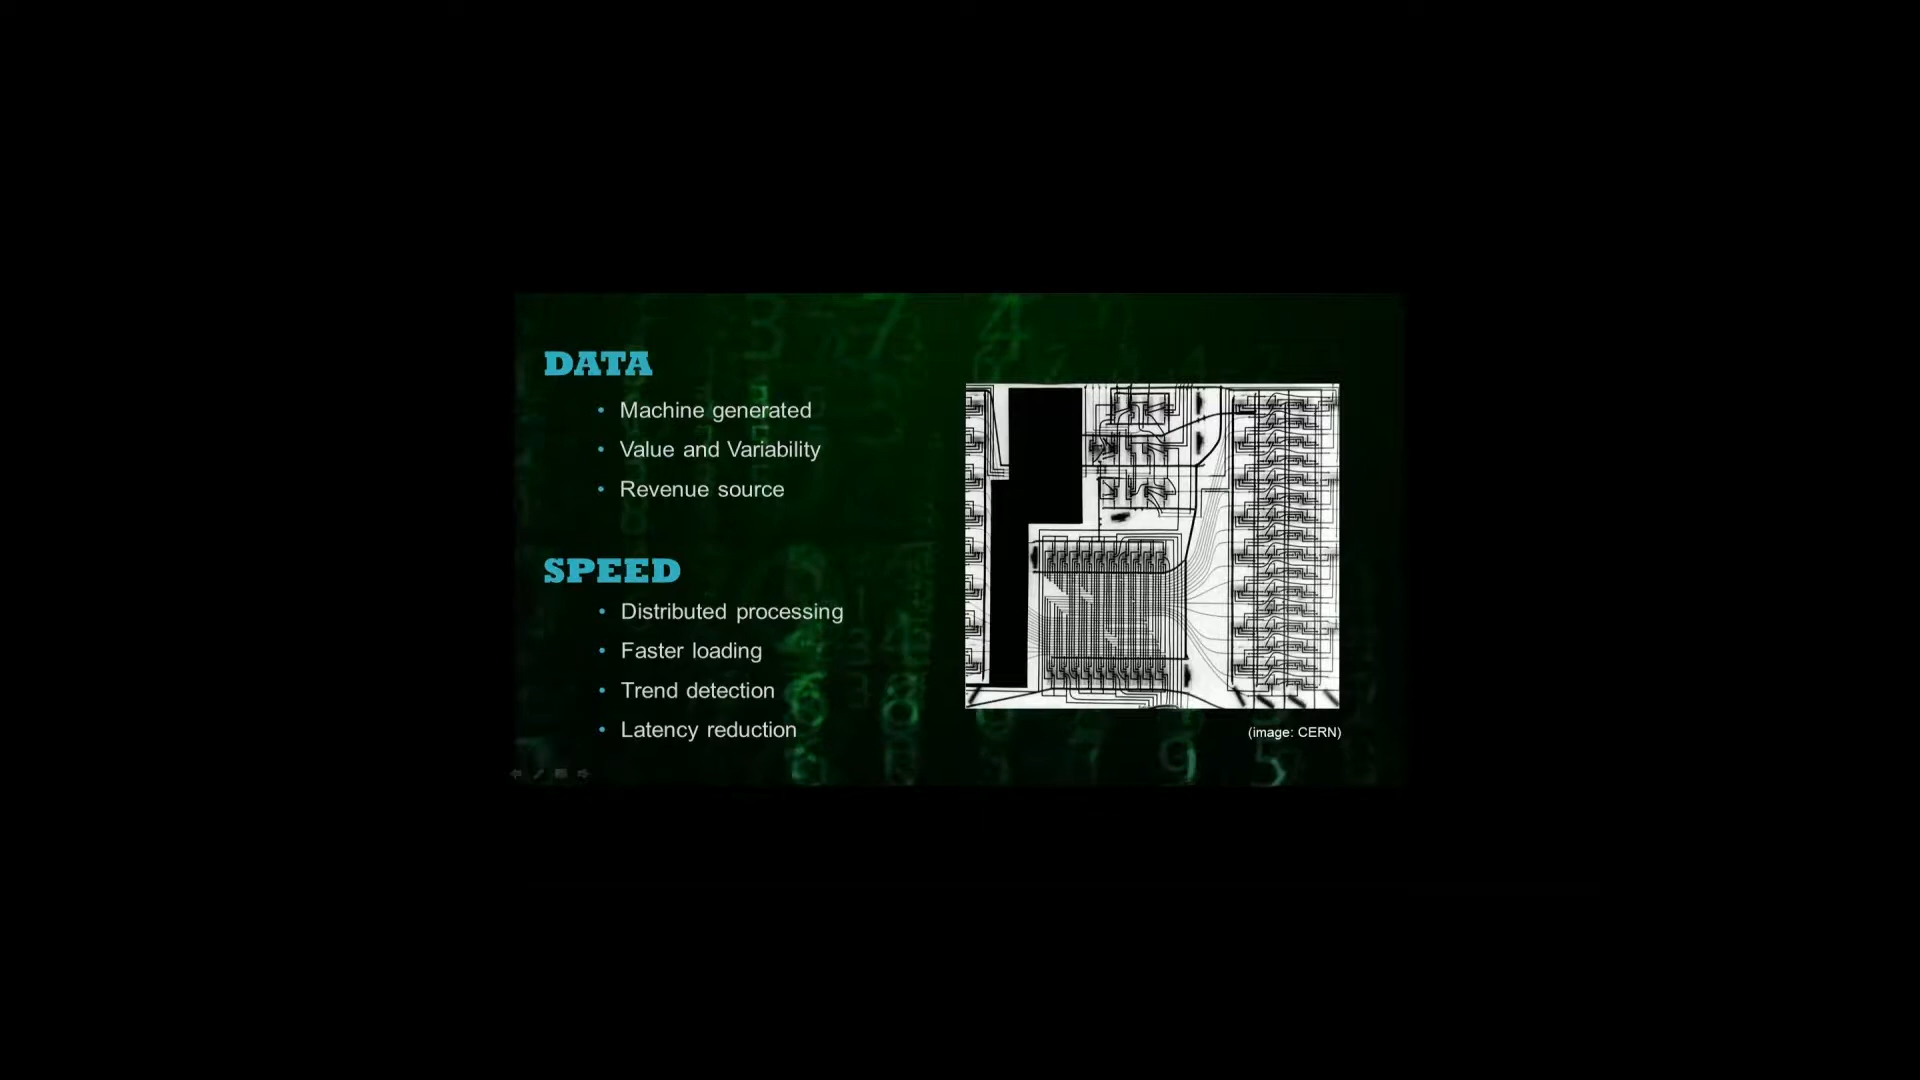 DATA
• Machine generated
• Value and Variability
• Revenue source
SPEED
• Distributed processing
• Faster loading
• Trend detection
• Latency reduction
(image: CERN)